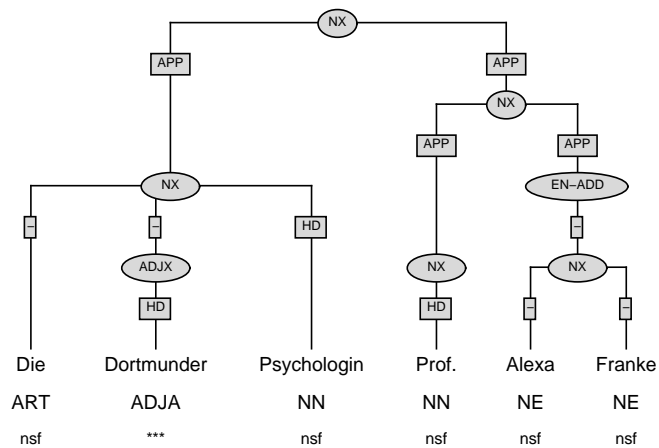 NX
APP APP
NX
APP APP
NX EN-ADD
– – HD –
ADJX NX NX
HD HD – –
Die Dortmunder Psychologin Prof. Alexa Franke
ART ADJA NN NN NE NE
nsf *** nsf nsf nsf nsf